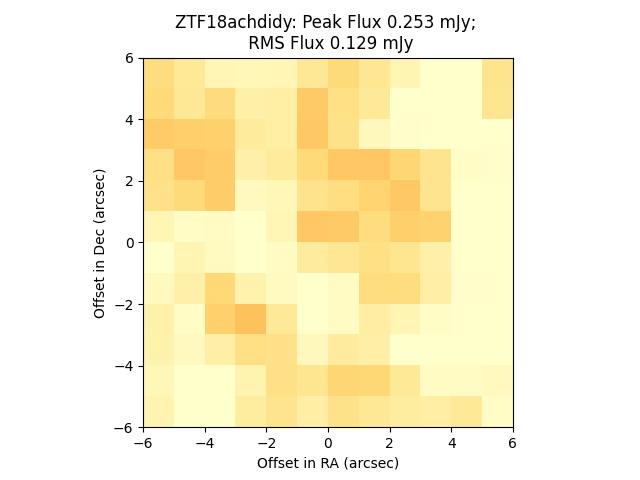 ZTF18achdidy: Peak Flux 0.253 mJy;
RMS Flux 0.129 mJy
6
4
2
0
−2
−4
−6
Offset in Dec (arcsec)
−6 −4 −2 0 2 4 6
Offset in RA (arcsec)